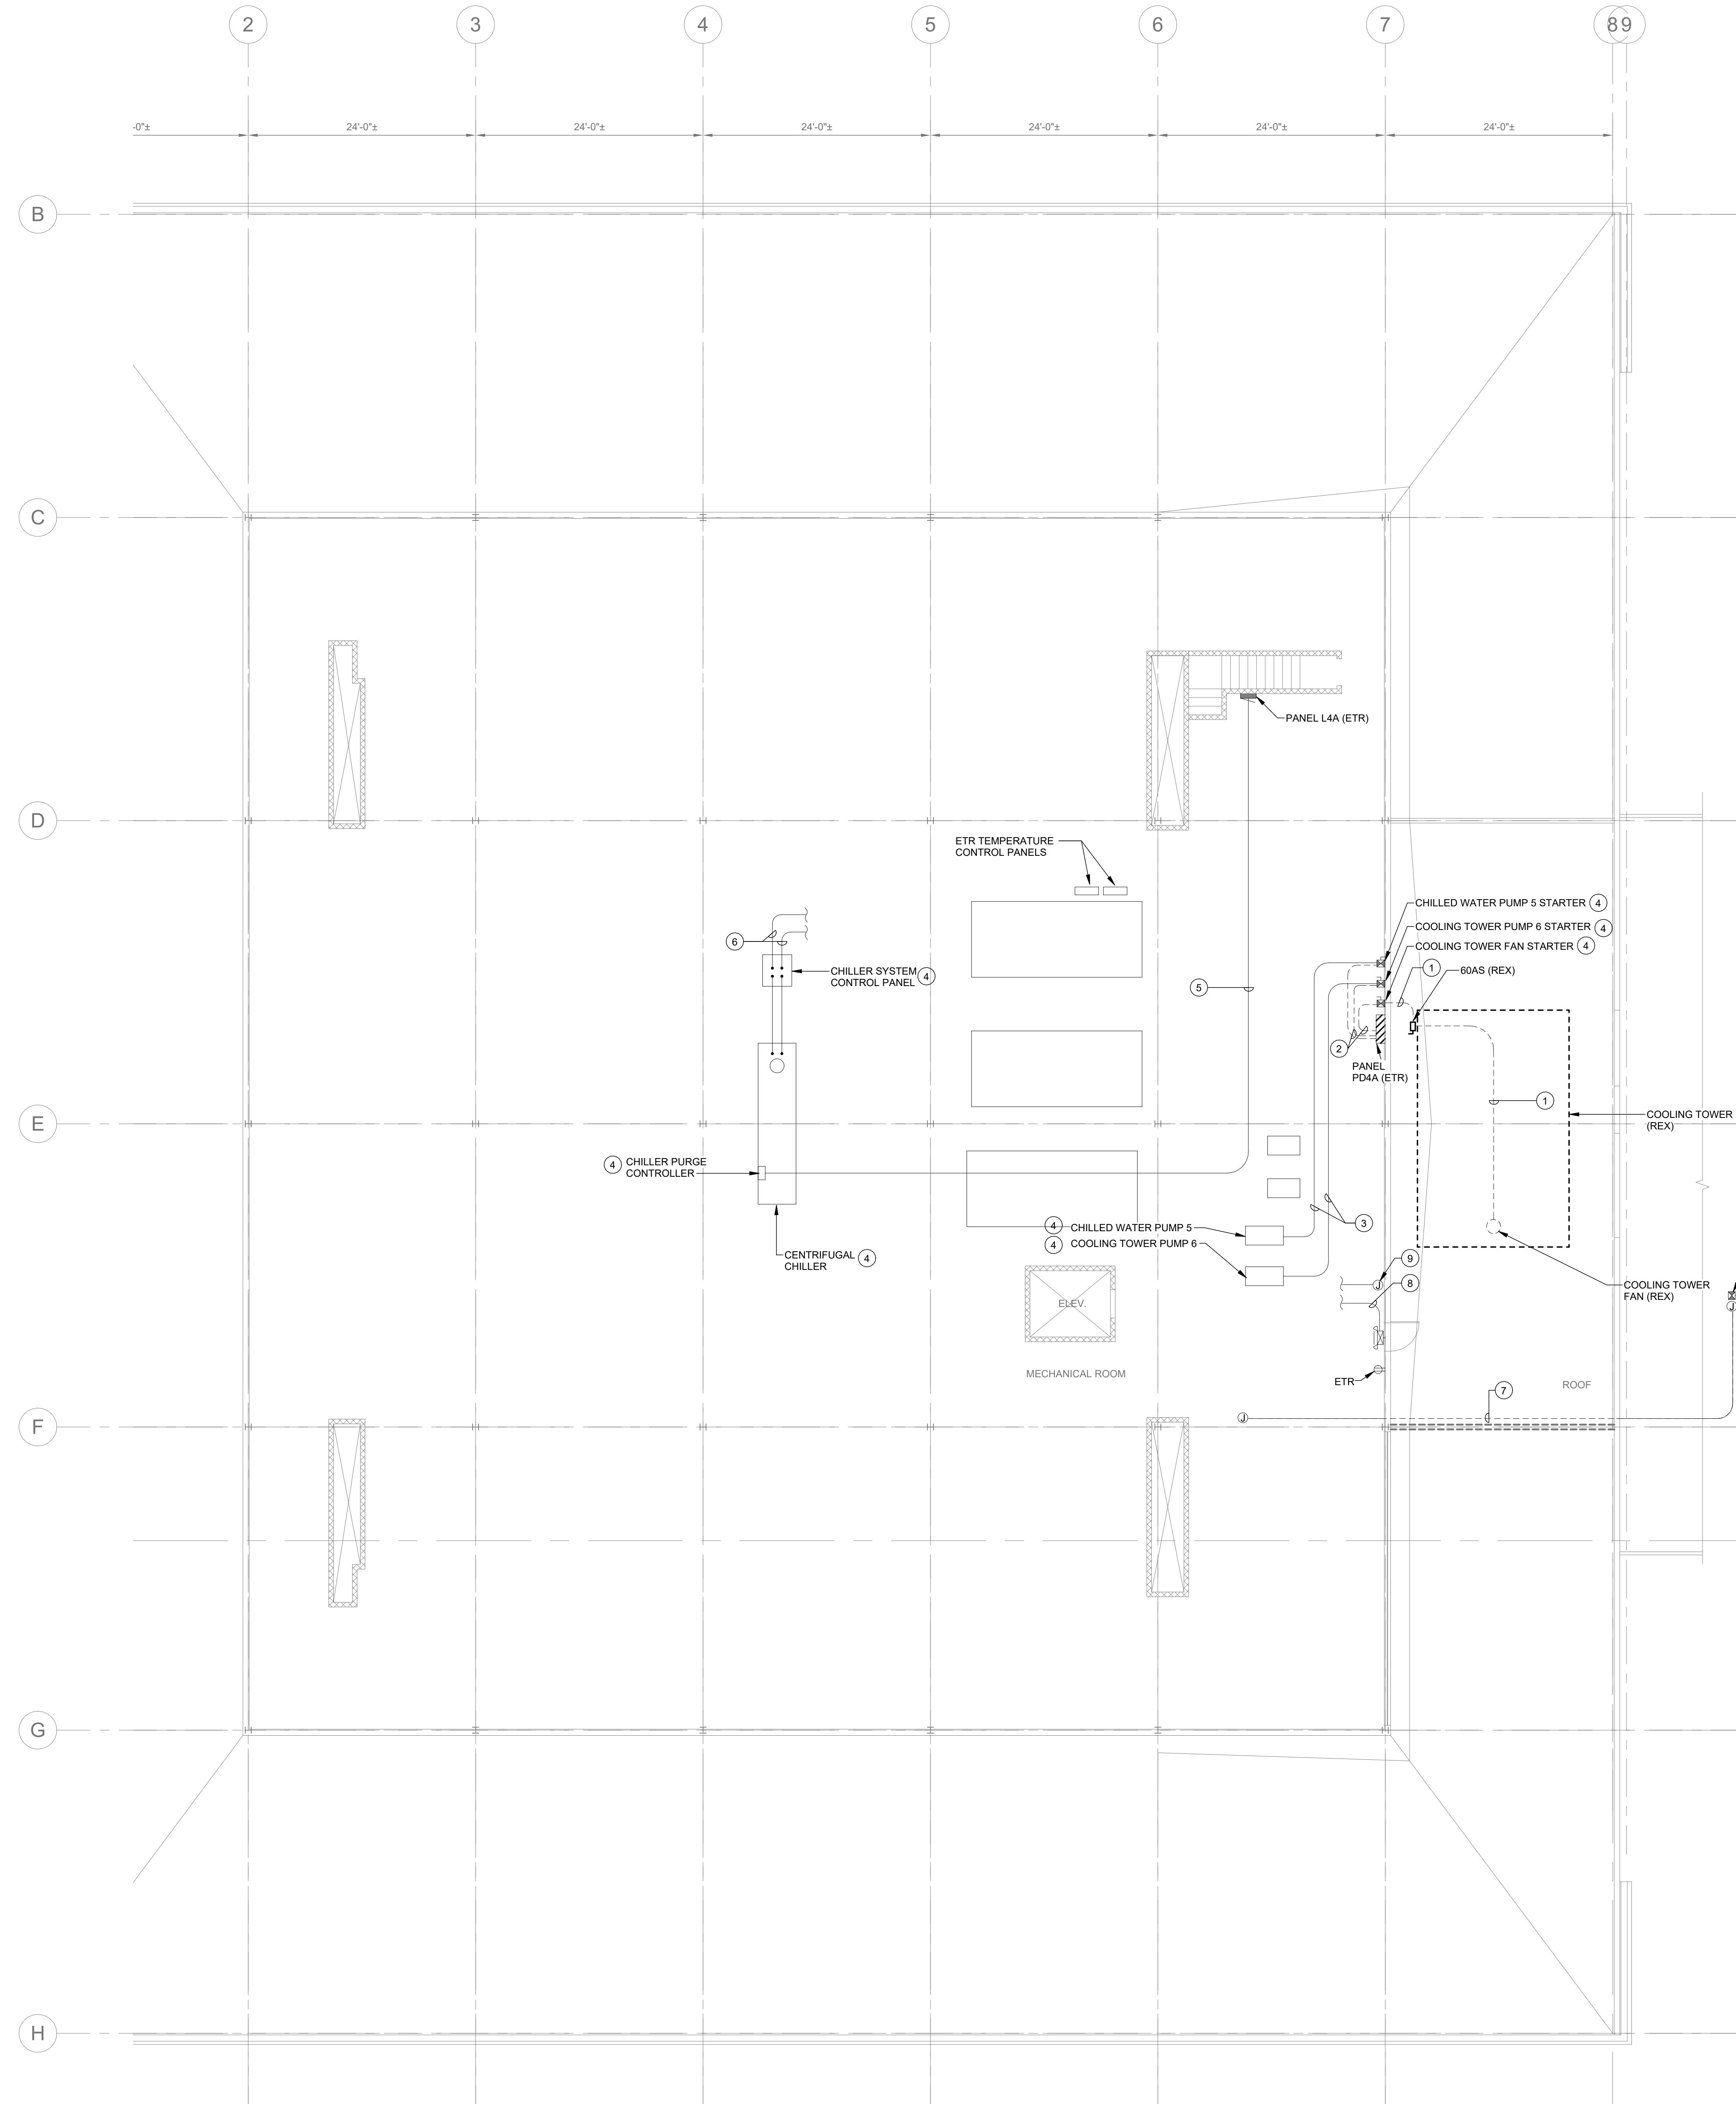 2 3 4 5 6 7 8 9
-0"± 24'-0"± 24'-0"± 24'-0"± 24'-0"± 24'-0"± 24'-0"±
B
C
PANEL L4A (ETR)
D
ETR TEMPERATURE
CONTROL PANELS
CHILLED WATER PUMP 5 STARTER 4
COOLING TOWER PUMP 6 STARTER 4
COOLING TOWER FAN STARTER 4
6
1
60AS (REX)
CHILLER SYSTEM
CONTROL PANEL 4
5
2
PANEL
PD4A (ETR)
1
E
COOLING TOWER
(REX)
4 CHILLER PURGE
CONTROLLER
3
4 CHILLED WATER PUMP 5
4 COOLING TOWER PUMP 6
CENTRIFUGAL 4
CHILLER
9
J
8
COOLING TOWER
FAN (REX)
ELEV.
J
MECHANICAL ROOM
ETR
7
ROOF
J
F
G
H